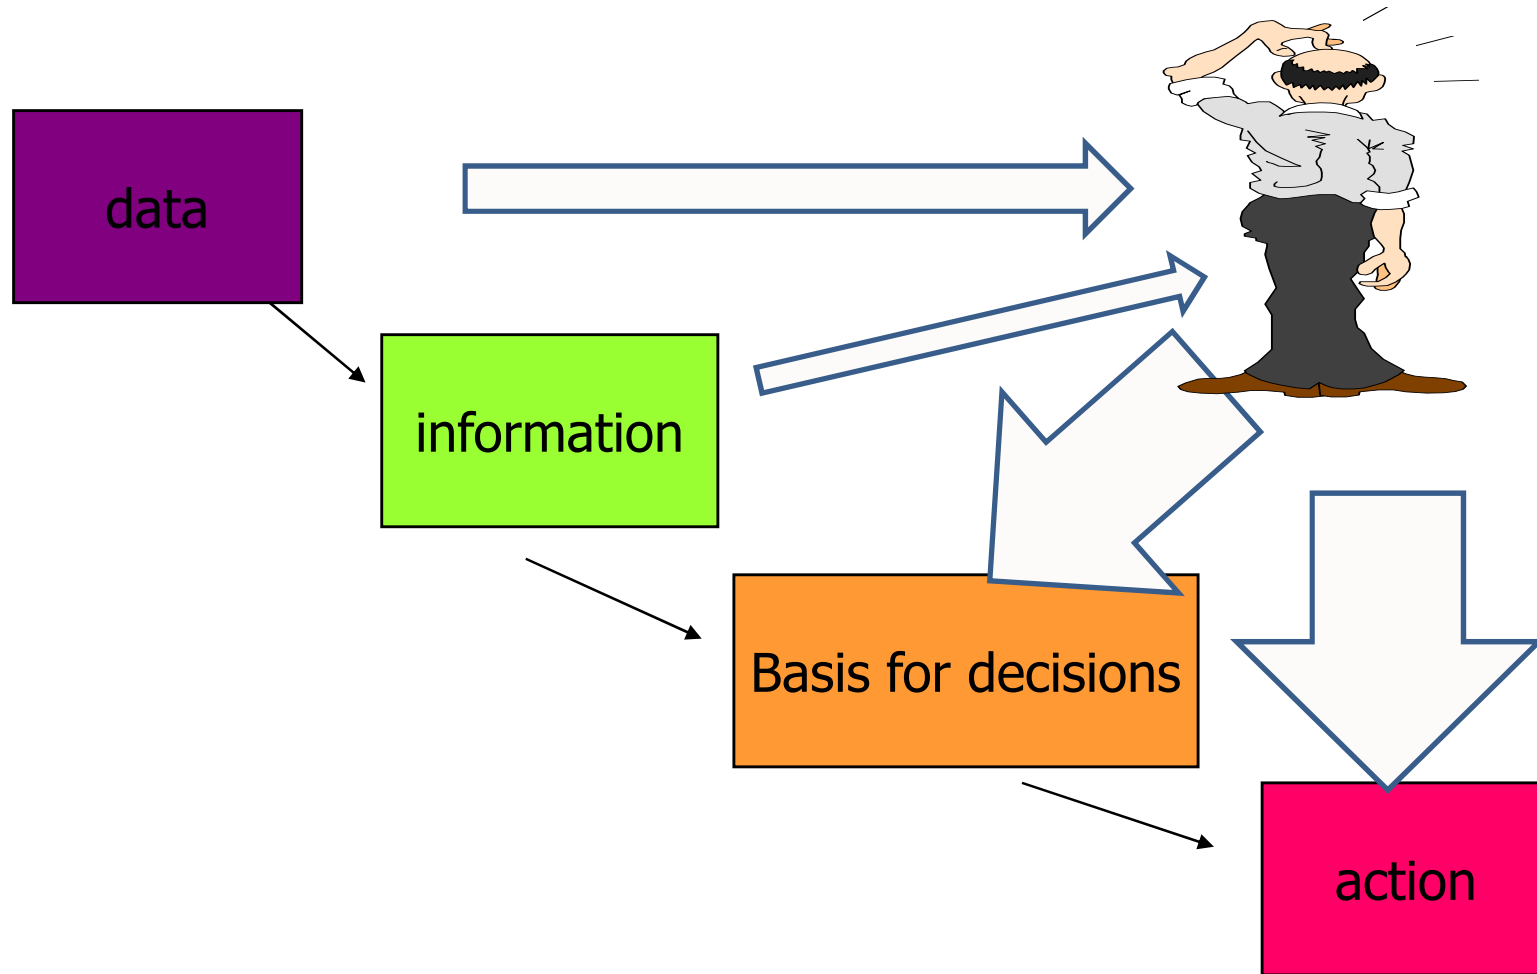 data
information
Basis for decisions
action